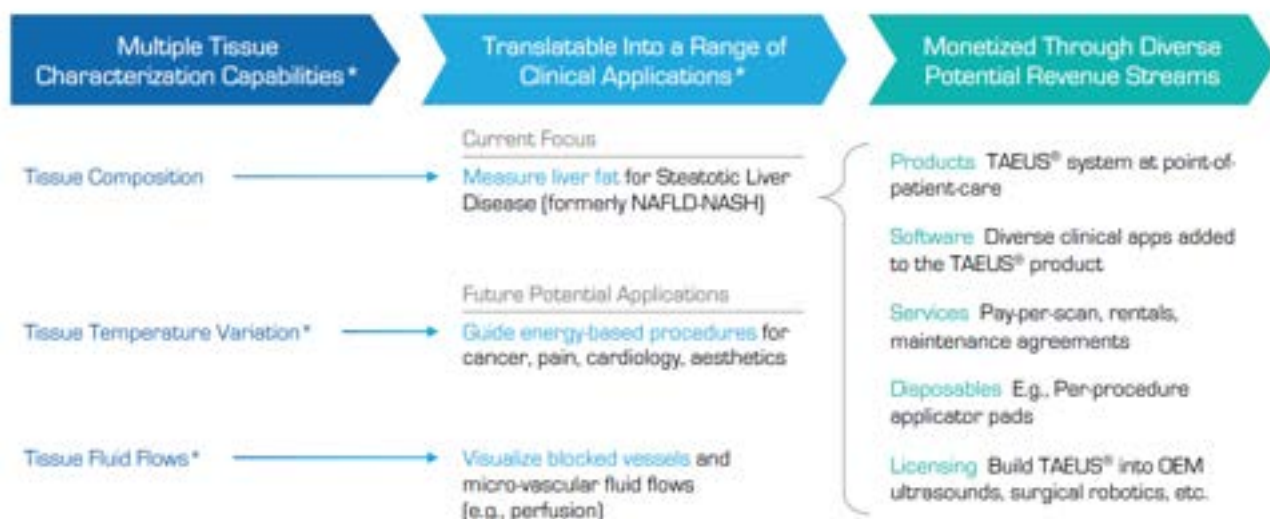 Multiple Tissue
Characterization Capabilities*
Translatable Into a Range of
Clinical Applications*
Monetized Through Diverse
Potential Revenue Streams
Tissue Composition
Current Focus
Measure liver fat for Steatotic Liver
Disease (formerly NAFLD-NASH)
Tissue Temperature Variation*
Future Potential Applications
Guide energy-based procedures for
cancer, pain, cardiology, aesthetics
Tissue Fluid Flows*
Visualize blocked vessels and
micro-vascular fluid flows
(e.g., perfusion)
Products TAEUS® system at point-of-
patient-care
Software Diverse clinical apps added
to the TAEUS® product
Services Pay-per-scan, rentals,
maintenance agreements
Disposables E.g., Per-procedure
applicator pads
Licensing Build TAEUS® into OEM
ultrasounds, surgical robotics, etc.